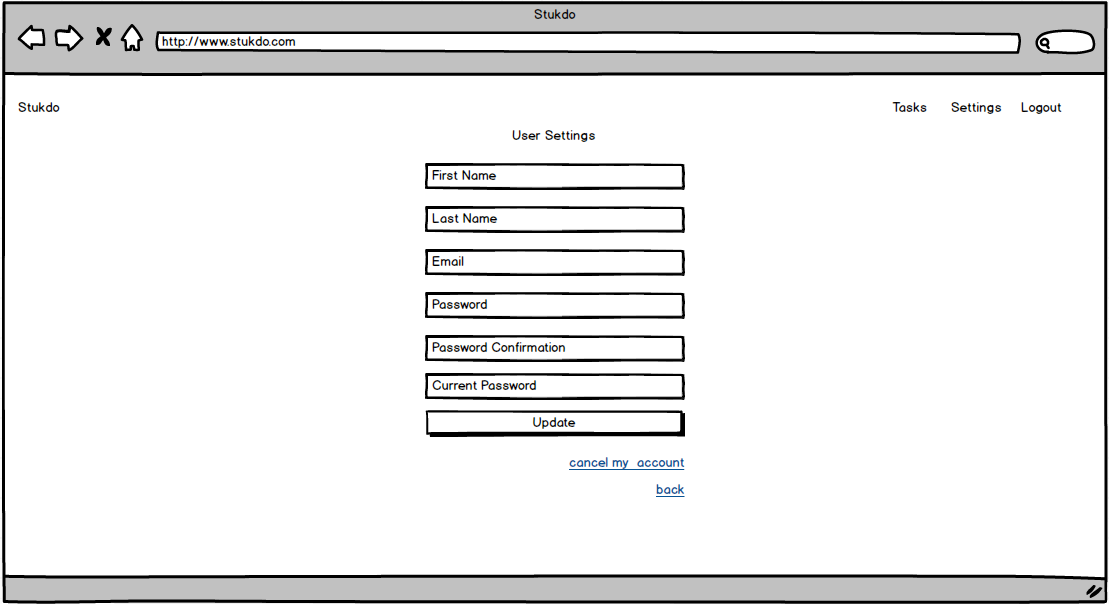 Stukdo
http://www.stukdo.com
Stukdo Tasks Settings Logout
User Settings
First Name
Last Name
Email
Password
Password Confirmation
Current Password
Update
cancel my account
back